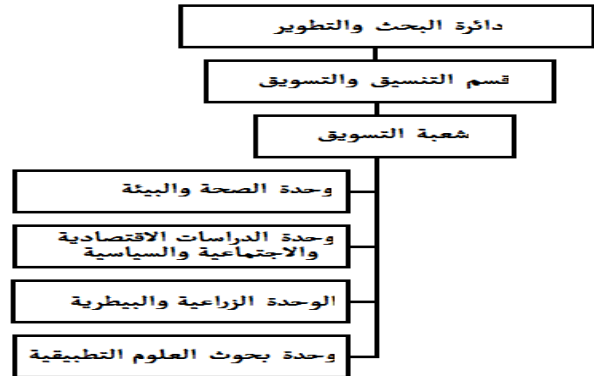 دائرة البحث والتطوير
قسم التنسيق والتسويق
شعبة التسويق
وحدة الصحة والبيئة
وحدة الدراسات الاقتصادية
والاجتماعية والسياسية
الوحدة الزراعية والبيطرية
وحدة بحوث العلوم التطبيقية